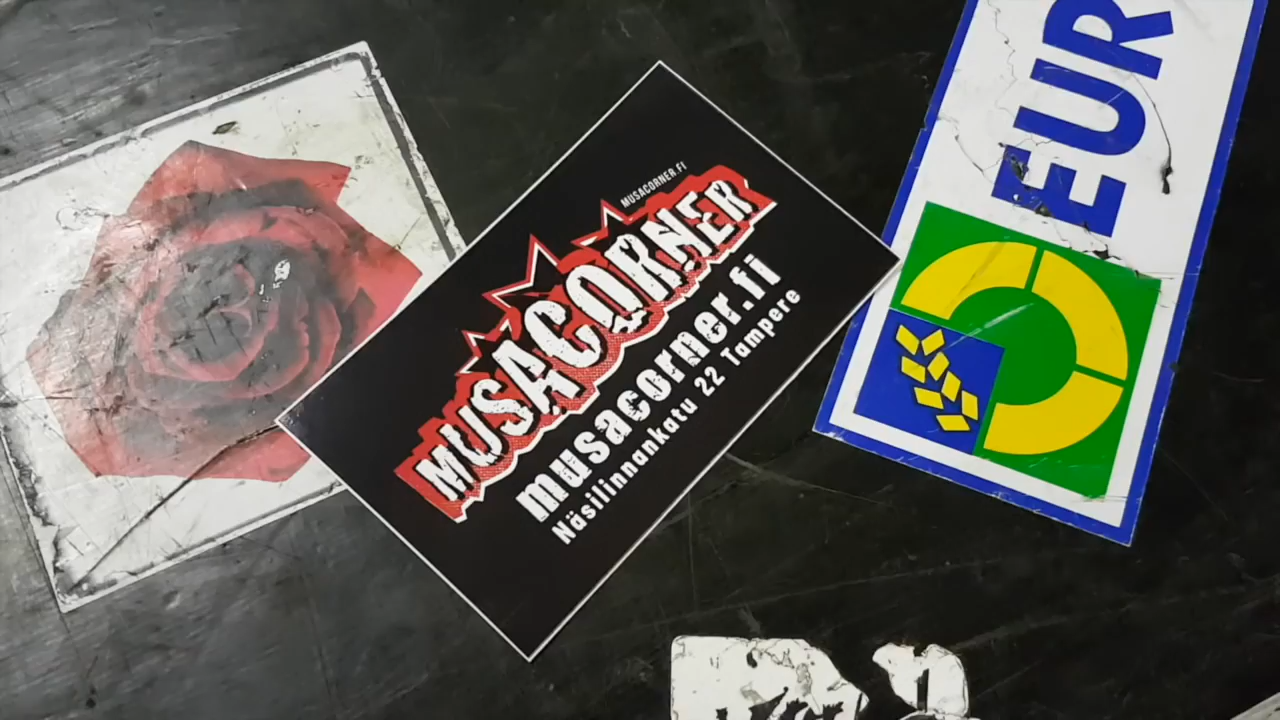 MUSACORNER.FI
MUSACORNER
musacorner.fi
Näsilinnankatu 22 Tampere
EUR